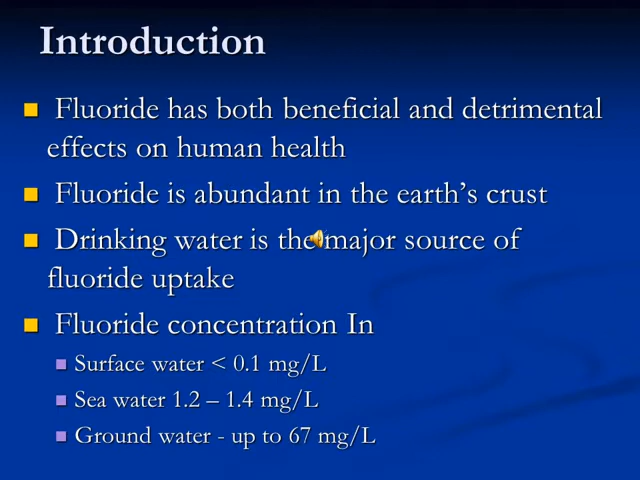 Introduction
Fluoride has both beneficial and detrimental
effects on human health
Fluoride is abundant in the earth’s crust
Drinking water is the major source of
fluoride uptake
Fluoride concentration In
Surface water < 0.1 mg/L
Sea water 1.2 – 1.4 mg/L
Ground water - up to 67 mg/L